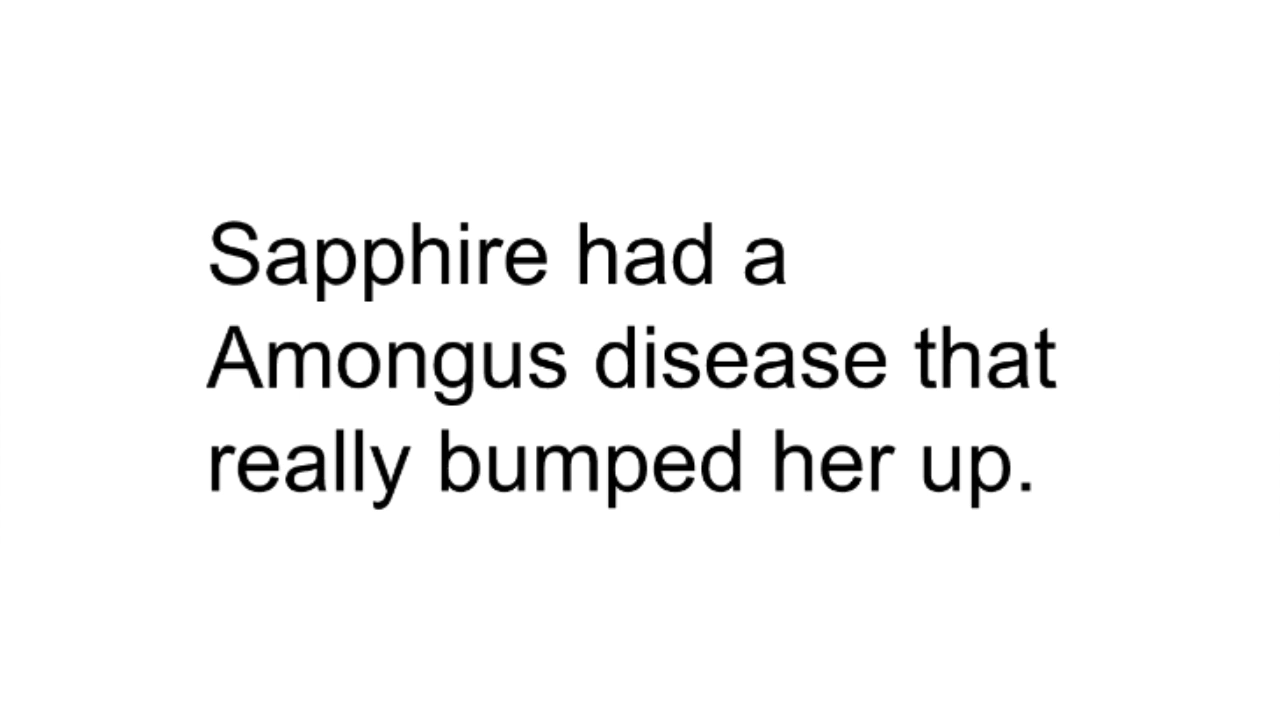 Sapphire had a
Amongus disease that
really bumped her up.